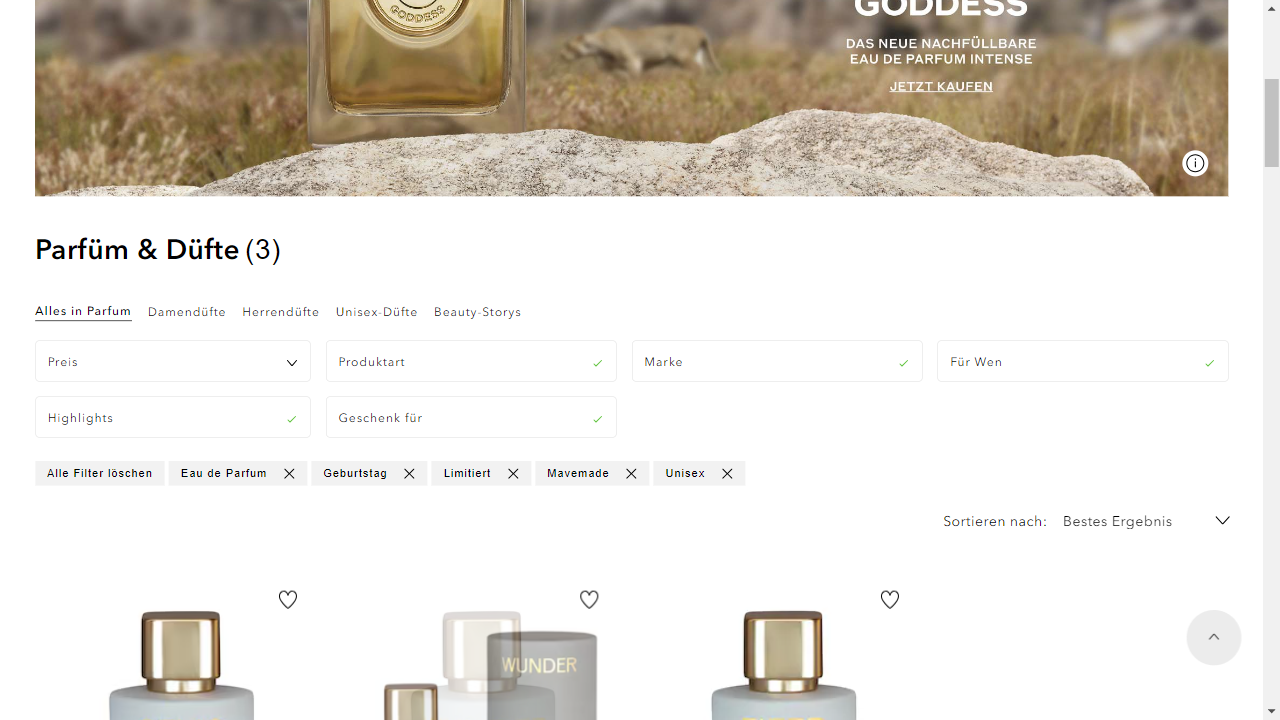 GODDESS
GODDESS
DAS NEUE NACHFÜLLBARE
EAU DE PARFUM INTENSE
JETZT KAUFEN
Parfüm & Düfte (3)
Alles in Parfum Damendüfte Herrendüfte Unisex-Düfte Beauty-Storys
Preis Produktart Marke Für Wen
Highlights Geschenk für
Alle Filter löschen Eau de Parfum Geburtstag Limitiert Mavemade Unisex
Sortieren nach: Bestes Ergebnis
WUNDER